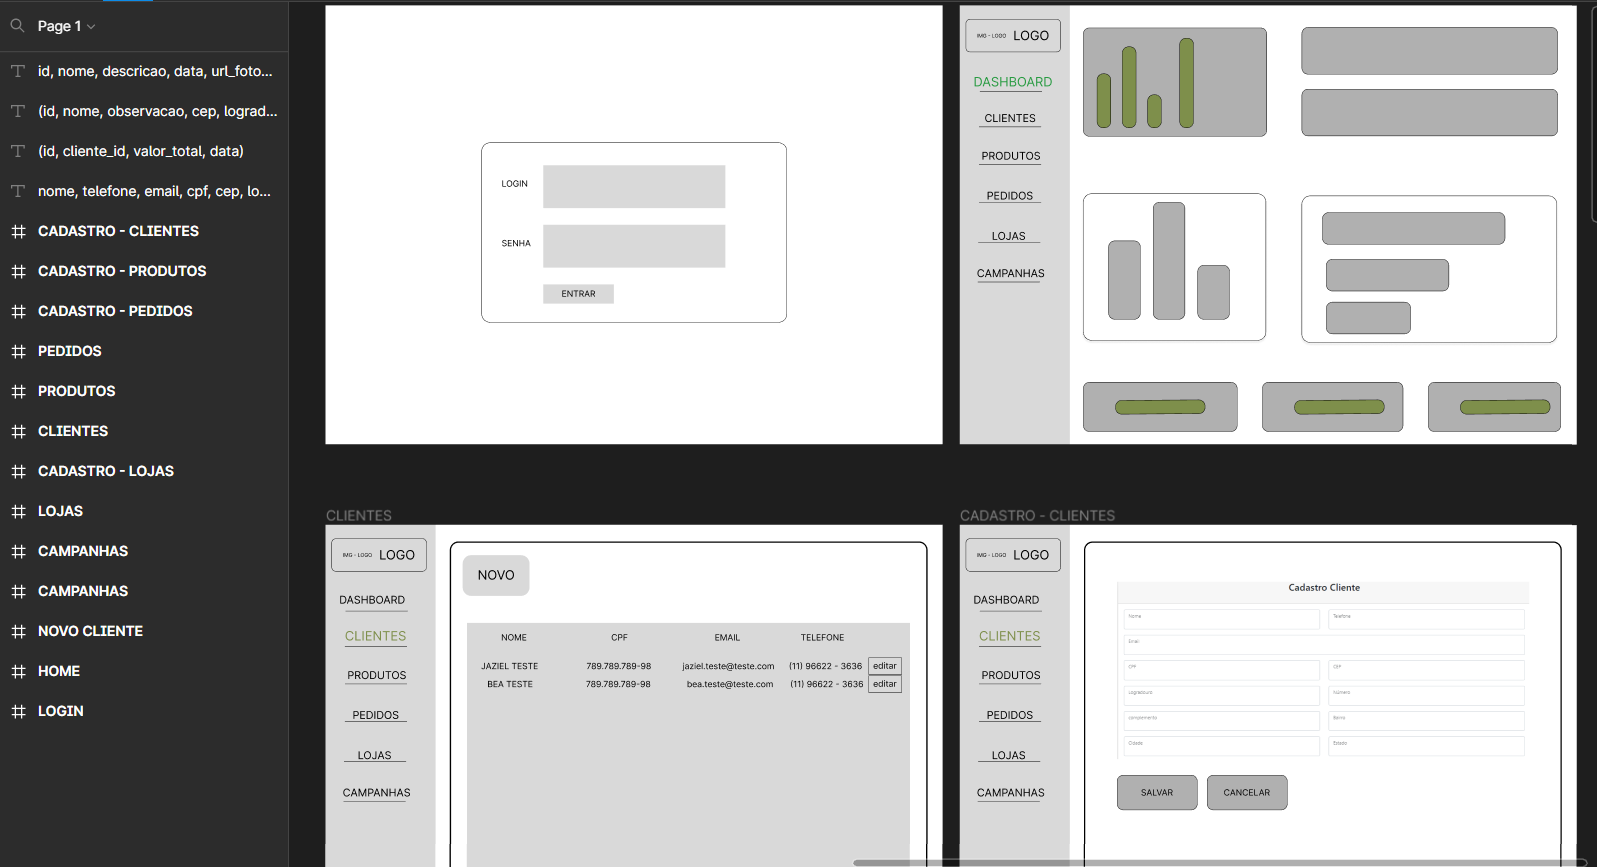 Page 1
id, nome, descricao, data, url_foto...
(id, nome, observacao, cep, lograd...
(id, cliente_id, valor_total, data)
nome, telefone, email, cpf, cep, lo...
CADASTRO - CLIENTES
CADASTRO - PRODUTOS
CADASTRO - PEDIDOS
PEDIDOS
PRODUTOS
CLIENTES
CADASTRO - LOJAS
LOJAS
CAMPANHAS
CAMPANHAS
NOVO CLIENTE
HOME
LOGIN
LOGIN
SENHA
ENTRAR
IMG - LOGO LOGO
DASHBOARD
CLIENTES
PRODUTOS
PEDIDOS
LOJAS
CAMPANHAS
CLIENTES
IMG - LOGO LOGO
DASHBOARD
CLIENTES
PRODUTOS
PEDIDOS
LOJAS
CAMPANHAS
NOVO
NOME CPF EMAIL TELEFONE
JAZIEL TESTE 789.789.789-98 jaziel.teste@teste.com (11) 96622 - 3636 editar
BEA TESTE 789.789.789-98 bea.teste@teste.com (11) 96622 - 3636 editar
CADASTRO - CLIENTES
IMG - LOGO LOGO
DASHBOARD
CLIENTES
PRODUTOS
PEDIDOS
LOJAS
CAMPANHAS
Cadastro Cliente
Nome Telefone
Email
CPF CEP
Logradouro Número
complemento Bairro
Cidade Estado
SALVAR CANCELAR